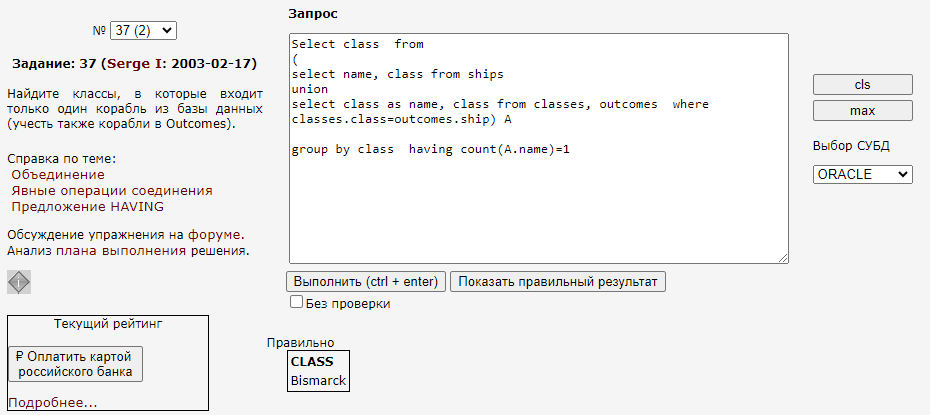 № 37 (2)
Задание: 37 (Serge I: 2003-02-17)
Найдите классы, в которые входит
только один корабль из базы данных
(учесть также корабли в Outcomes).
Справка по теме:
Объединение
Явные операции соединения
Предложение HAVING
Обсуждение упражнения на форуме.
Анализ плана выполнения решения.
Текущий рейтинг
₽ Оплатить картой
российского банка
Подробнее...
Запрос
Select class  from
(
select name, class from ships
union
select class as name, class from classes, outcomes  where
classes.class=outcomes.ship) A
group by class  having count(A.name)=1
Выполнить (ctrl + enter) Показать правильный результат
Без проверки
Правильно
CLASS
Bismarck
cls
max
Выбор СУБД
ORACLE